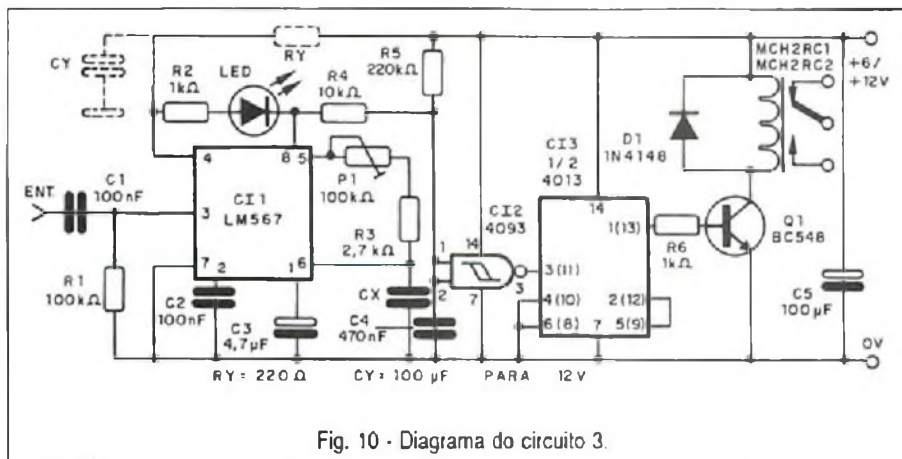 CY
RY
R5
220kΩ
MCH2RC1
MCH2RC2
+6/
+12V
R2
1kΩ
LED
R4
10kΩ
D1
1N4148
CI3
1/2
4013
4
8
5
P1
100kΩ
14
ENT.
C1
100nF
3
CI1
LM567
CI2
4093
1
14
2
7
3
3(11)
1(13)
R6
1kΩ
Q1
BC548
R3
2,7kΩ
R1
100kΩ
7
2
1
6
4(10)
2(12)
6(8)
7
5(9)
C2
100nF
C3
4,7µF
CX
C4
470nF
C5
100µF
0V
RY = 220Ω CY = 100 µF PARA 12V
Fig. 10 - Diagrama do circuito 3.